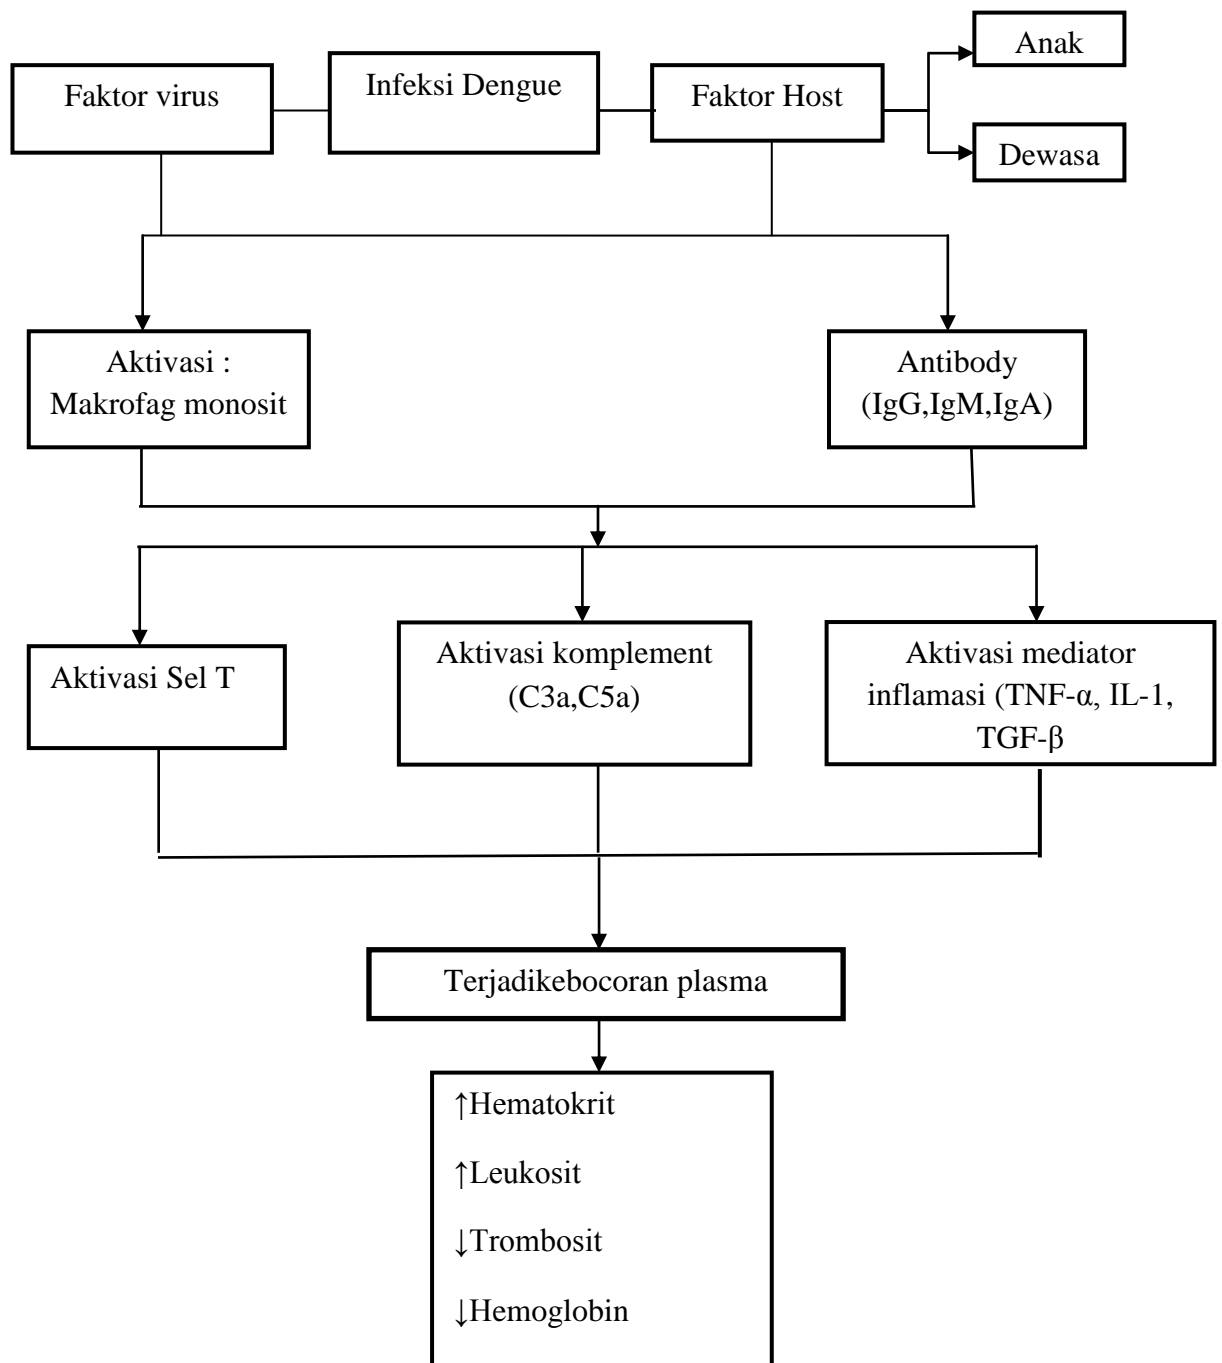 Anak
Faktor virus
Infeksi Dengue
Faktor Host
Dewasa
Aktivasi :
Makrofag monosit
Antibody
(IgG,IgM,IgA)
Aktivasi Sel T
Aktivasi komplement
(C3a,C5a)
Aktivasi mediator
inflamasi (TNF-α, IL-1,
TGF-β
Terjadikebocoran plasma
↑Hematokrit
↑Leukosit
↓Trombosit
↓Hemoglobin